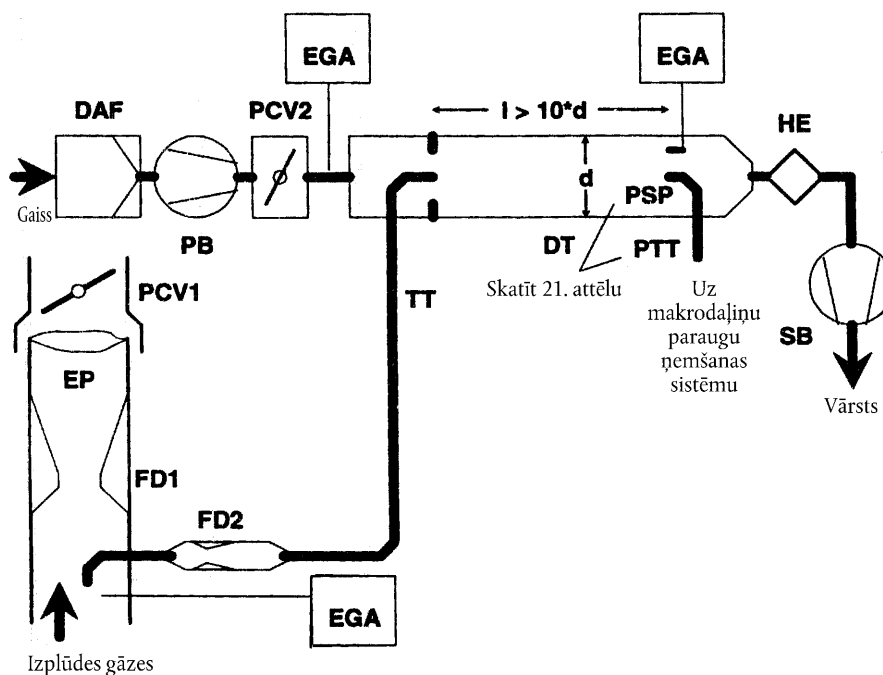 EGA
EGA
DAF
PCV2
l > 10*d
HE
Gaiss
d
PSP
PB
DT
PTT
PCV1
TT
Skatīt 21. attēlu
Uz
makrodaļiņu
paraugu
ņemšanas
sistēmu
SB
EP
Vārsts
FD1
FD2
EGA
Izplūdes gāzes